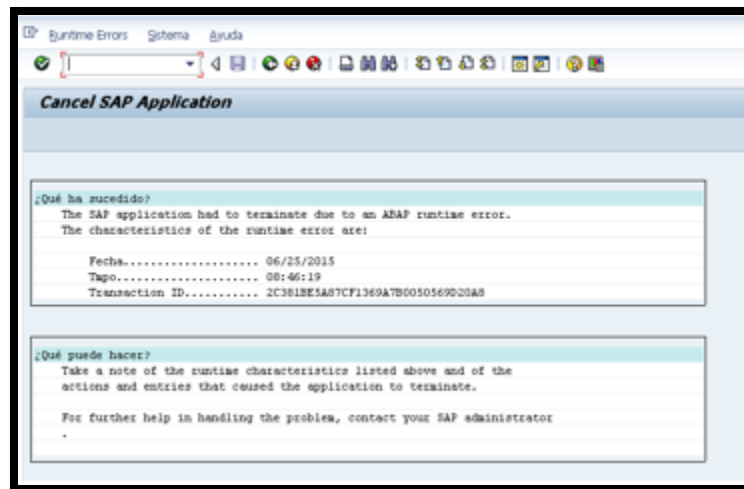 Runtime Errors Sistema Ayuda
Cancel SAP Application
¿Qué ha sucedido?
The SAP application had to terminate due to an ABAP runtime error.
The characteristics of the runtime error are:
Fecha.................... 06/25/2015
Tmpo..................... 08:46:19
Transaction ID........... 2C381BE5A87CF1369A7B0050569D20A8
¿Qué puede hacer?
Take a note of the runtime characteristics listed above and of the
actions and entries that caused the application to terminate.
For further help in handling the problem, contact your SAP administrator
.